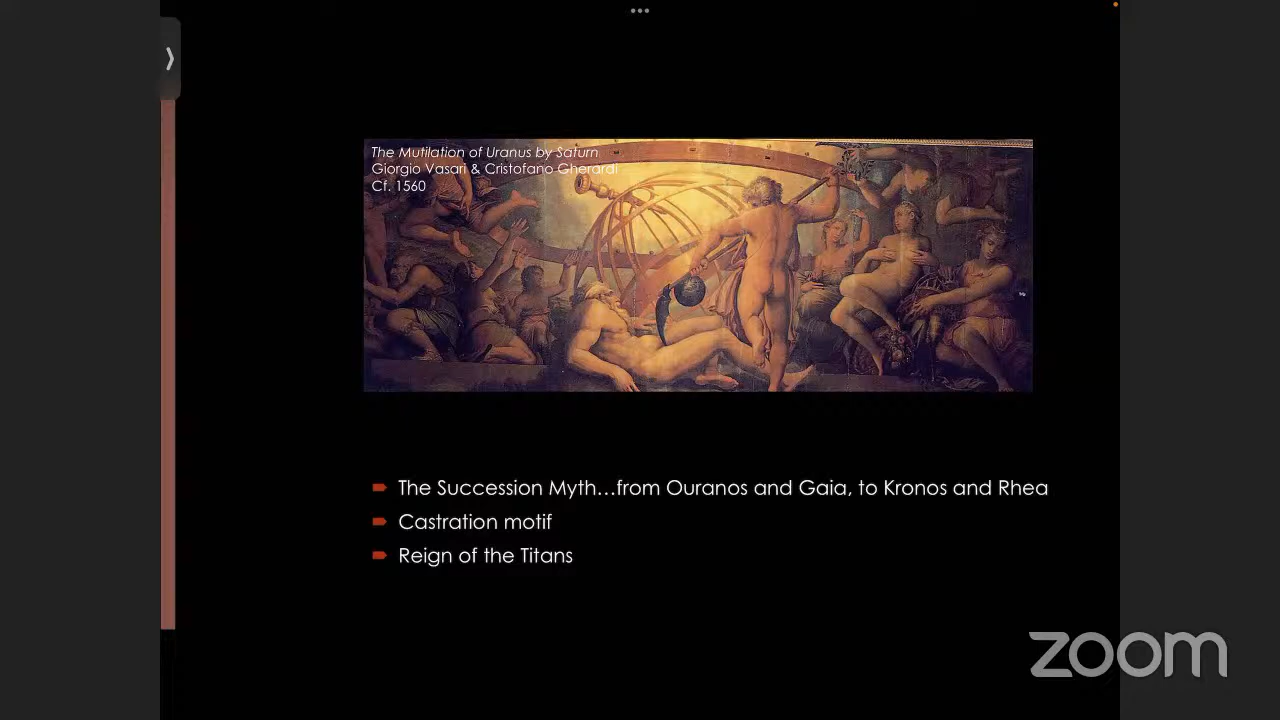 The Mutilation of Uranus by Saturn
Giorgio Vasari & Cristofano Gherardi
Cf. 1560
The Succession Myth...from Ouranos and Gaia, to Kronos and Rhea
Castration motif
Reign of the Titans
zoom